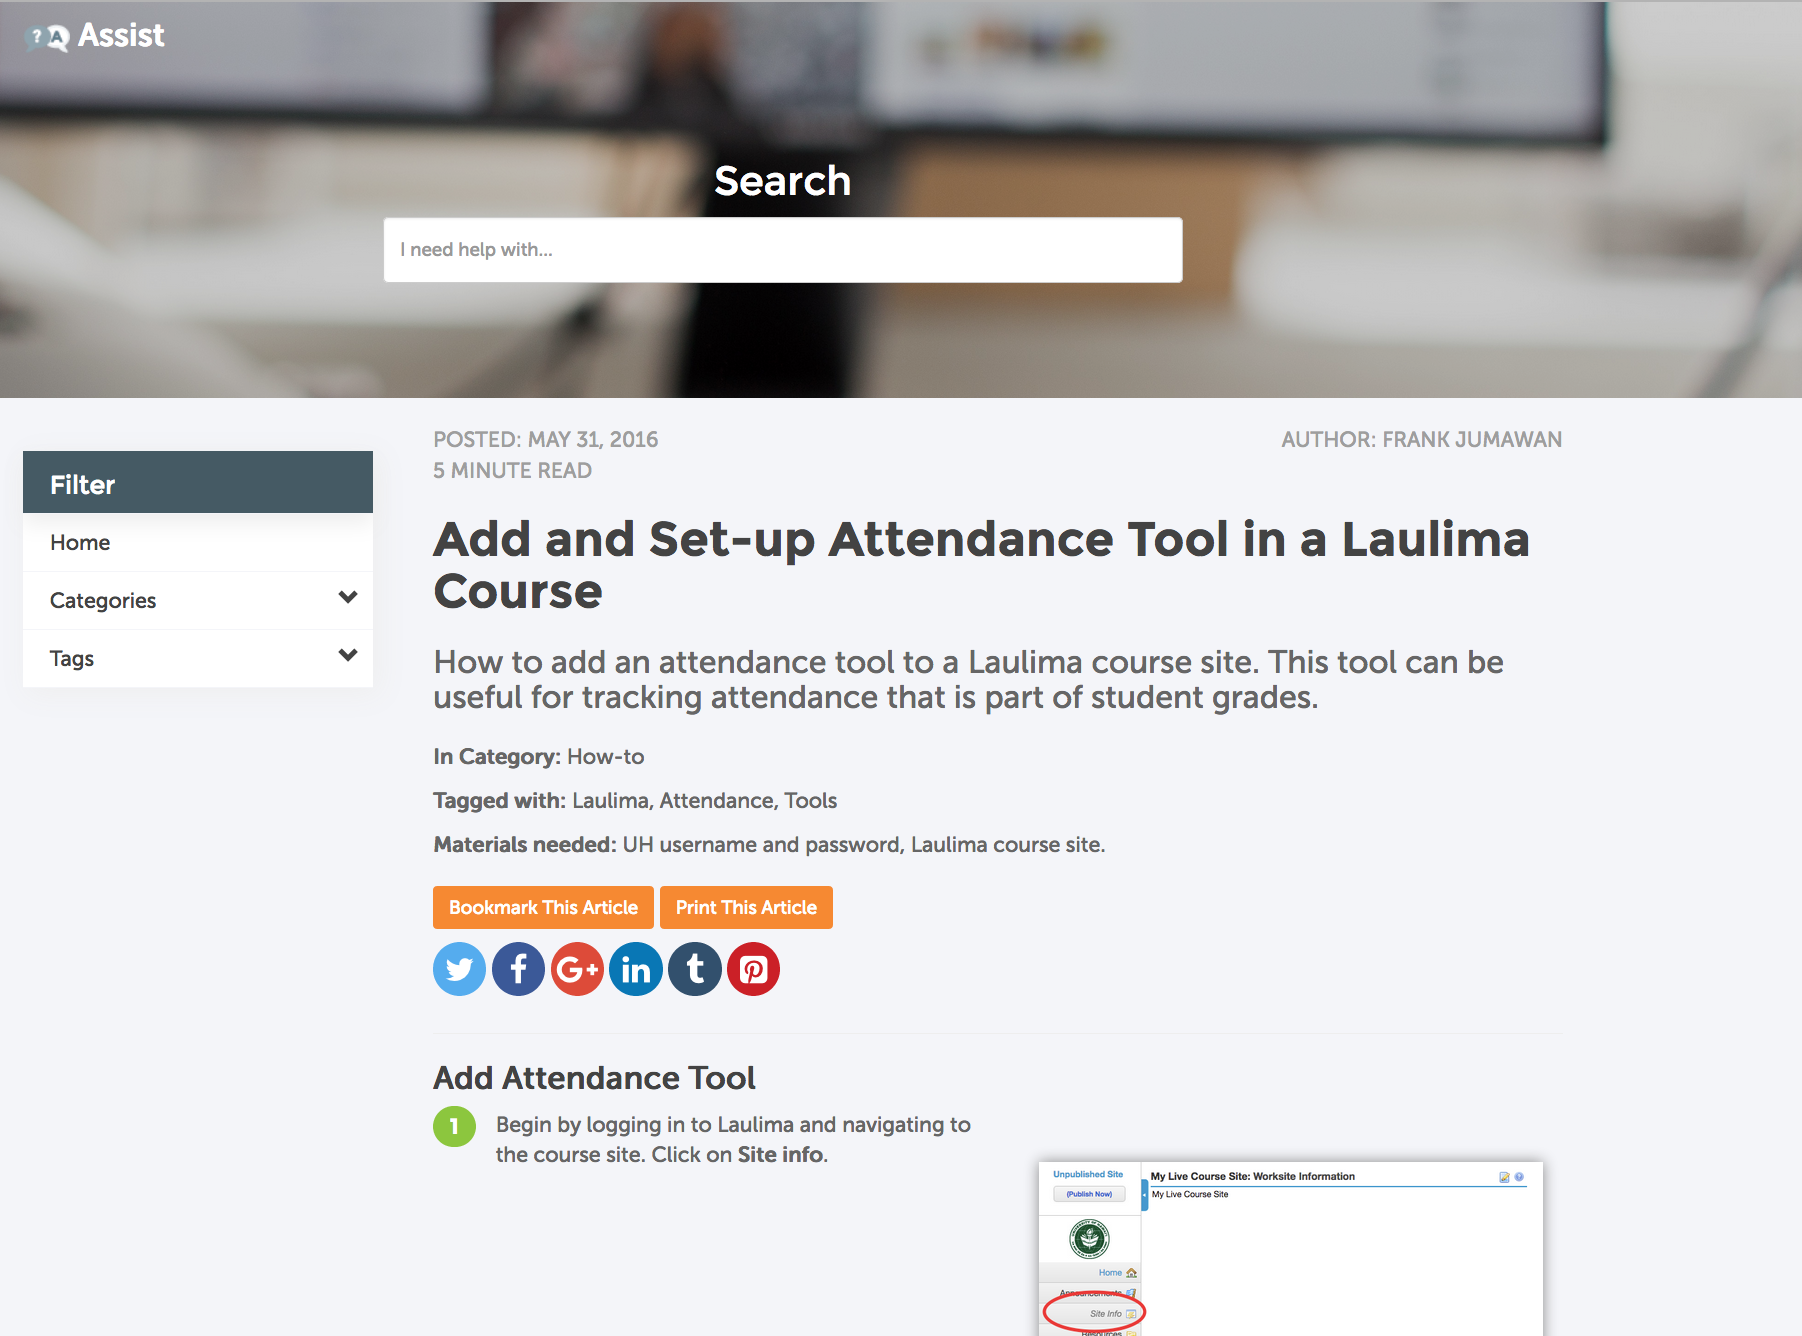 ? A Assist
Search
I need help with...
Filter
Home
Categories
Tags
POSTED: MAY 31, 2016
5 MINUTE READ
AUTHOR: FRANK JUMAWAN
Add and Set-up Attendance Tool in a Laulima
Course
How to add an attendance tool to a Laulima course site. This tool can be
useful for tracking attendance that is part of student grades.
In Category: How-to
Tagged with: Laulima, Attendance, Tools
Materials needed: UH username and password, Laulima course site.
Bookmark This Article
Print This Article
f G+ in t
Add Attendance Tool
1 Begin by logging in to Laulima and navigating to
the course site. Click on Site info.
Unpublished Site
(Publish Now)
My Live Course Site: Worksite Information
My Live Course Site
Home
Announcements
Site Info
Resources